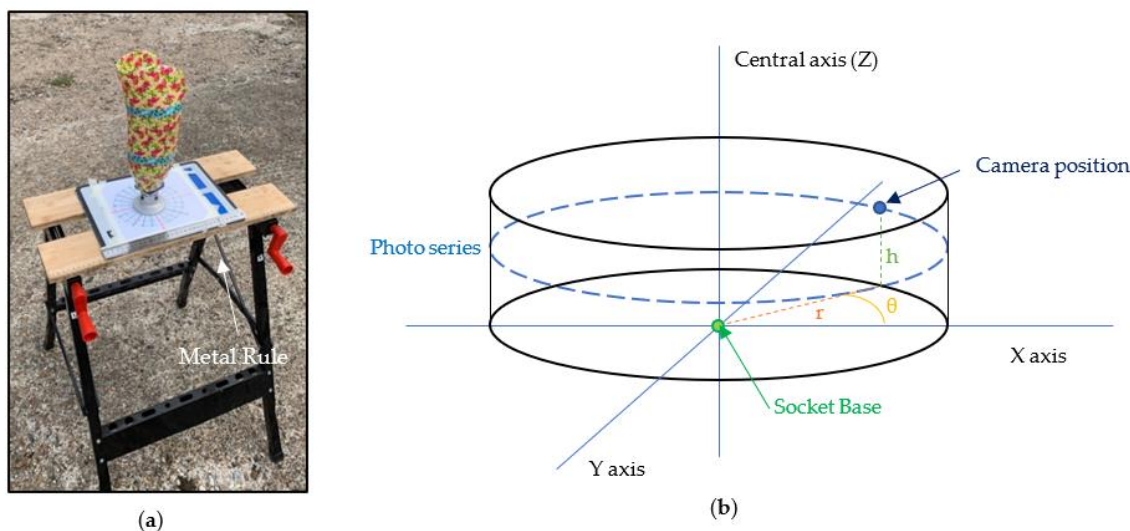 Metal Rule
(a)
Central axis (Z)
Camera position
Photo series
h
θ
r
X axis
Socket Base
Y axis
(b)